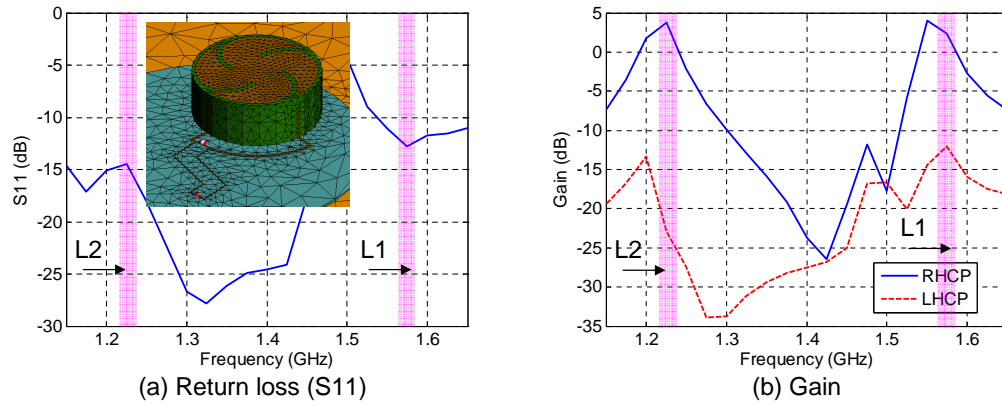 0
-5
-10
-15
-20
-25
-30
S11 (dB)
L2
L1
1.2
1.3
1.4
1.5
1.6
Frequency (GHz)
(a) Return loss (S11)
5
0
-5
-10
-15
-20
-25
-30
-35
Gain (dB)
L2
L1
RHCP
LHCP
1.2
1.3
1.4
1.5
1.6
Frequency (GHz)
(b) Gain